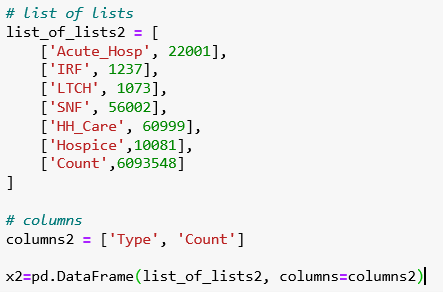 # list of lists
list_of_lists2 = [
    ['Acute_Hosp', 22001],
    ['IRF', 1237],
    ['LTCH', 1073],
    ['SNF', 56002],
    ['HH_Care', 60999],
    ['Hospice',10081],
    ['Count',6093548]
]
# columns
columns2 = ['Type', 'Count']
x2=pd.DataFrame(list_of_lists2, columns=columns2)